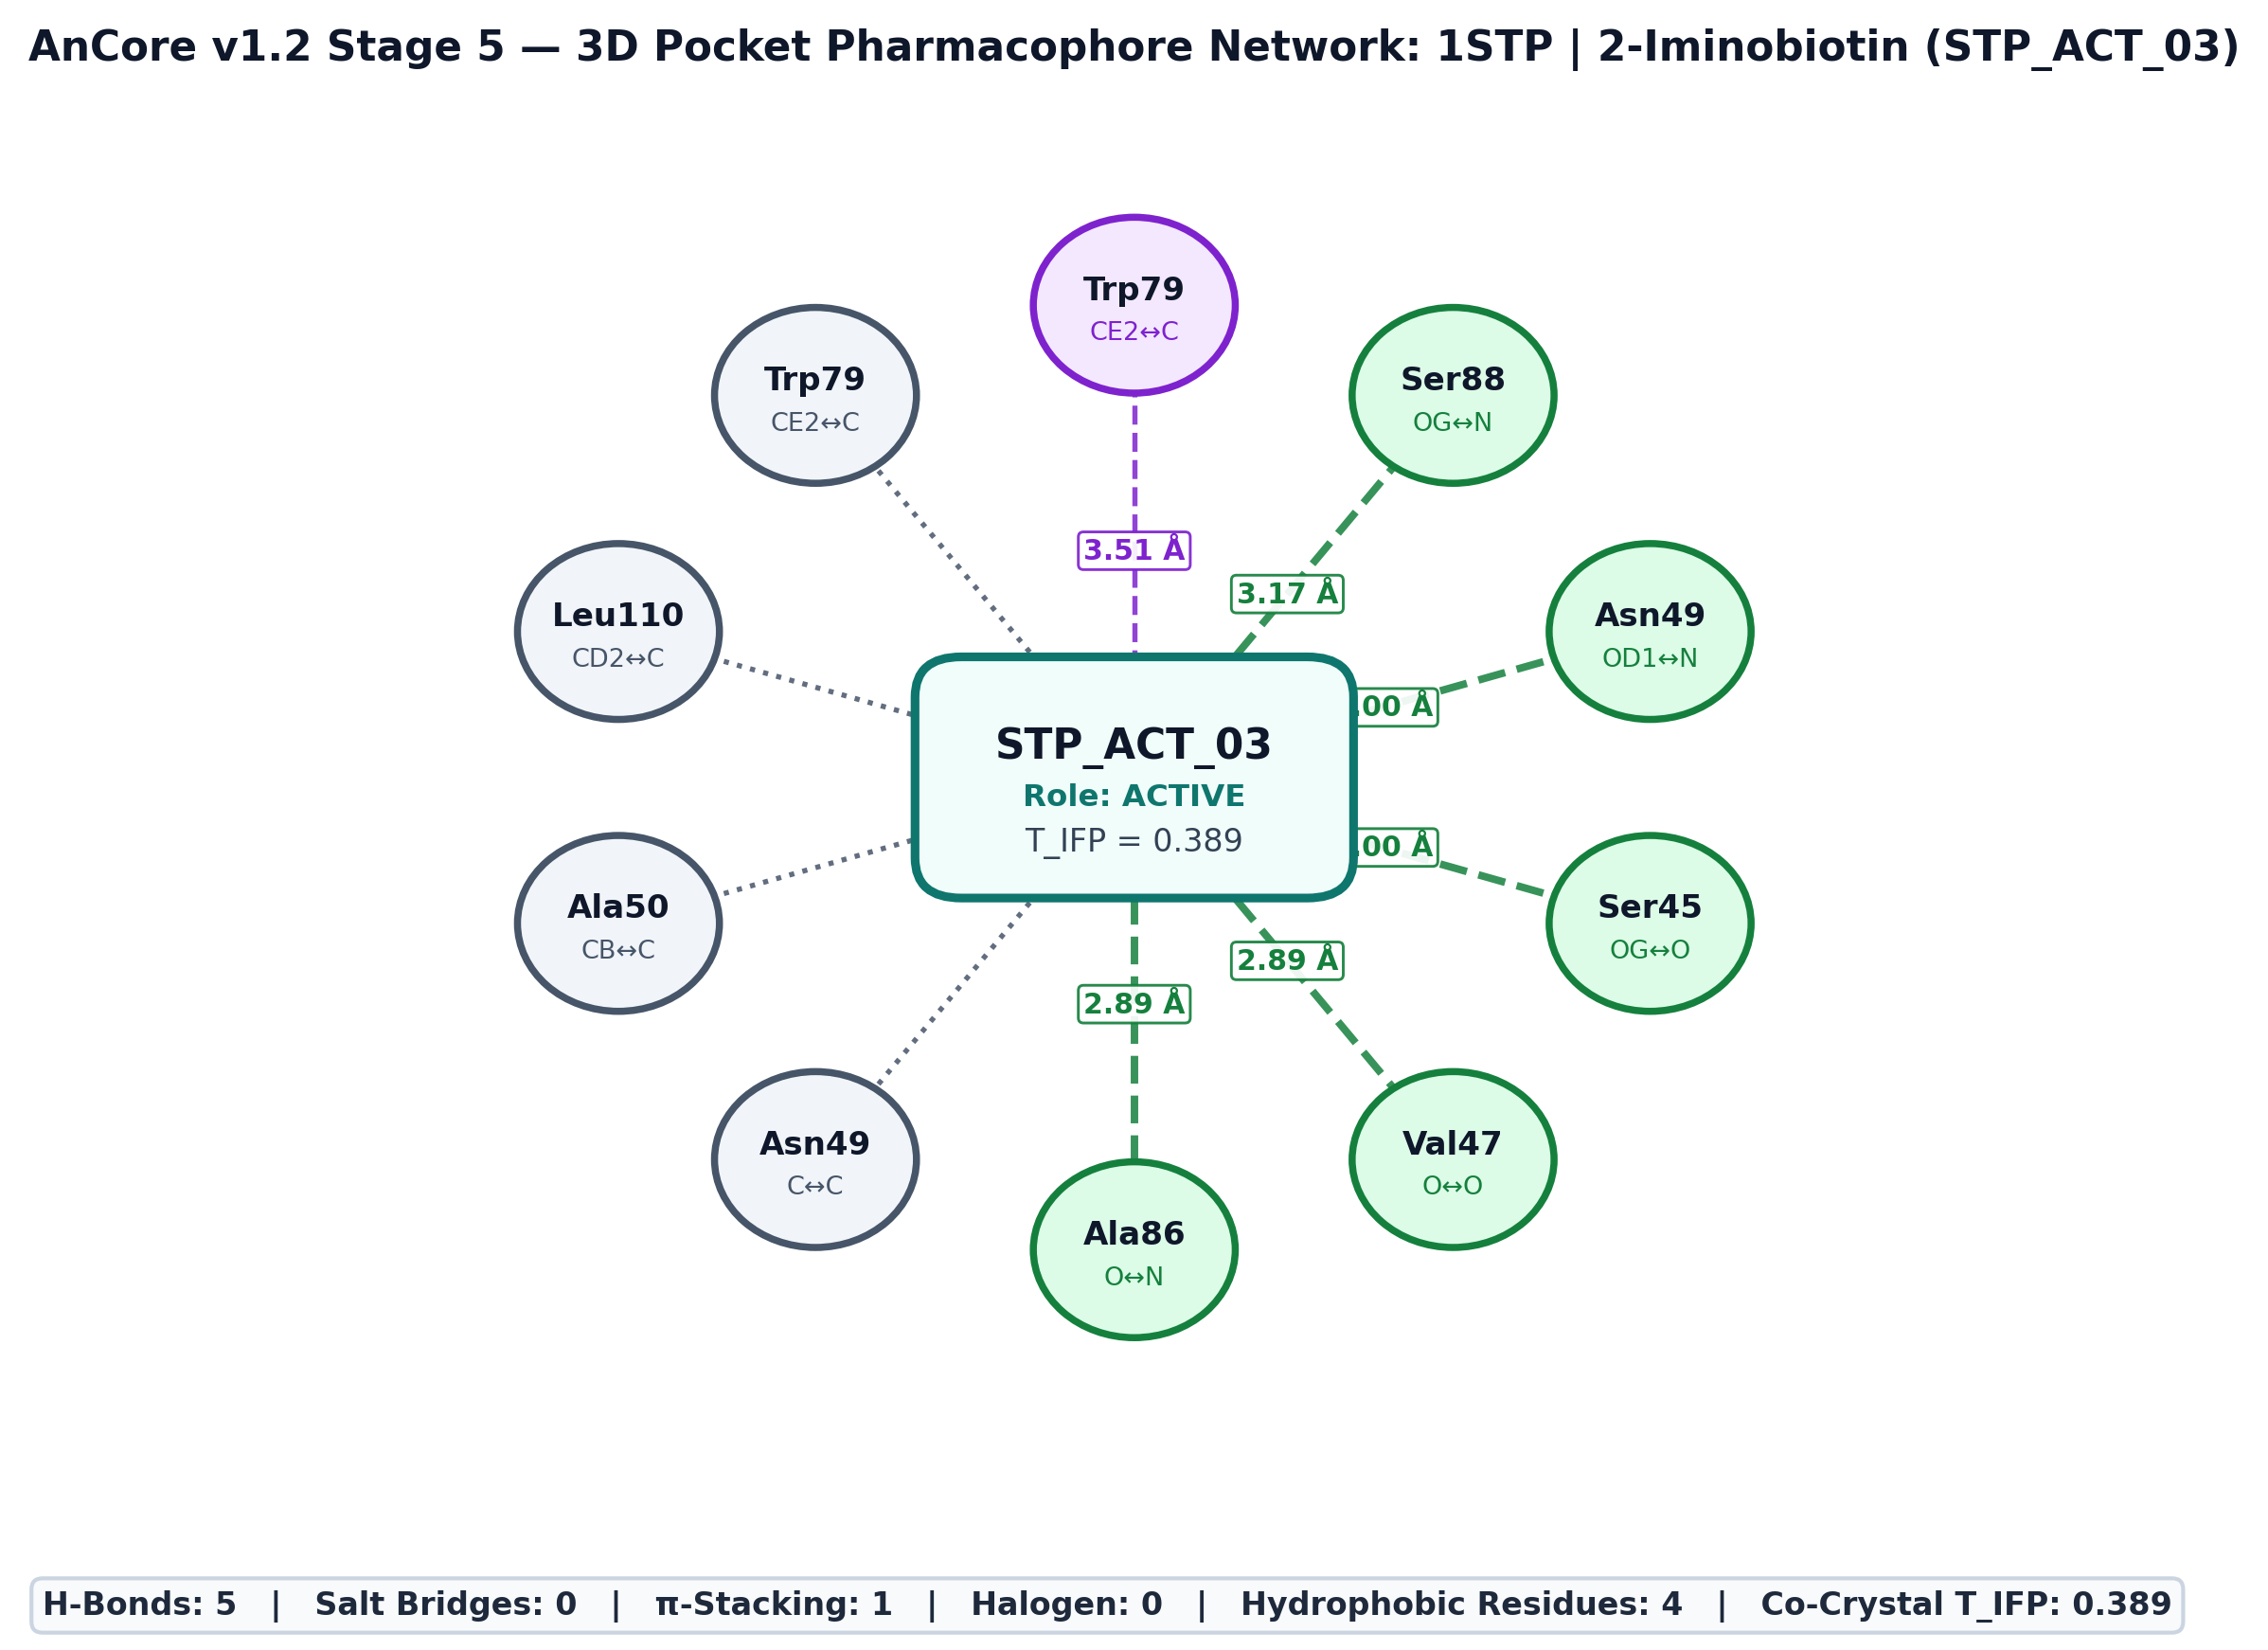 AnCore v1.2 Stage 5 — 3D Pocket Pharmacophore Network: 1STP | 2-Iminobiotin (STP_ACT_03)
Trp79
CE2↔C
Ser88
OG↔N
Trp79
CE2↔C
3.51 Å
3.17 Å
Leu110
CD2↔C
Asn49
OD1↔N
.00 Å
STP_ACT_03
Role: ACTIVE
T_IFP = 0.389
.00 Å
Ala50
CB↔C
Ser45
OG↔O
2.89 Å
2.89 Å
Asn49
C↔C
Val47
O↔O
Ala86
O↔N
H-Bonds: 5 | Salt Bridges: 0 | π-Stacking: 1 | Halogen: 0 | Hydrophobic Residues: 4 | Co-Crystal T_IFP: 0.389